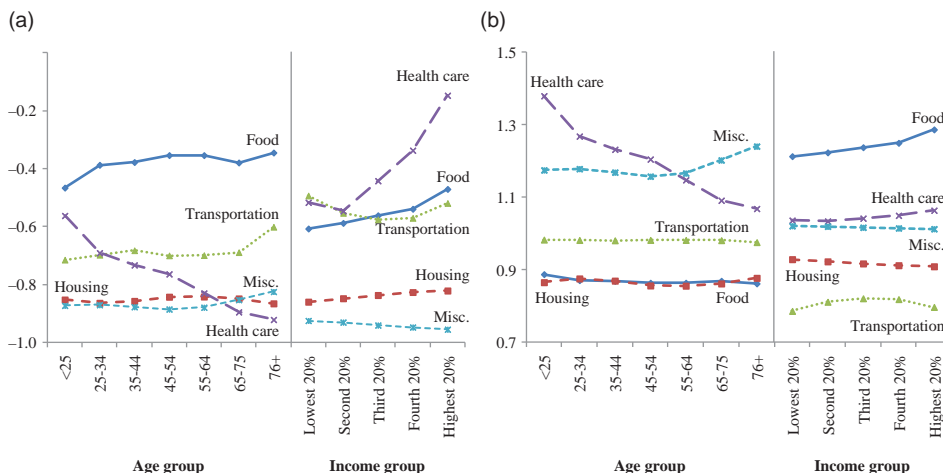 (a)
(b)
−0.2
−0.4
−0.6
−0.8
−1.0
Food
Transportation
Housing
Misc.
Health care
Health care
Food
Transportation
Housing
Misc.
<25
25-34
35-44
45-54
55-64
65-75
76+
Lowest 20%
Second 20%
Third 20%
Fourth 20%
Highest 20%
Age group
Income group
1.5
1.3
1.1
0.9
0.7
Health care
Misc.
Transportation
Housing
Food
Food
Health care
Misc.
Housing
Transportation
<25
25-34
35-44
45-54
55-64
65-75
76+
Lowest 20%
Second 20%
Third 20%
Fourth 20%
Highest 20%
Age group
Income group